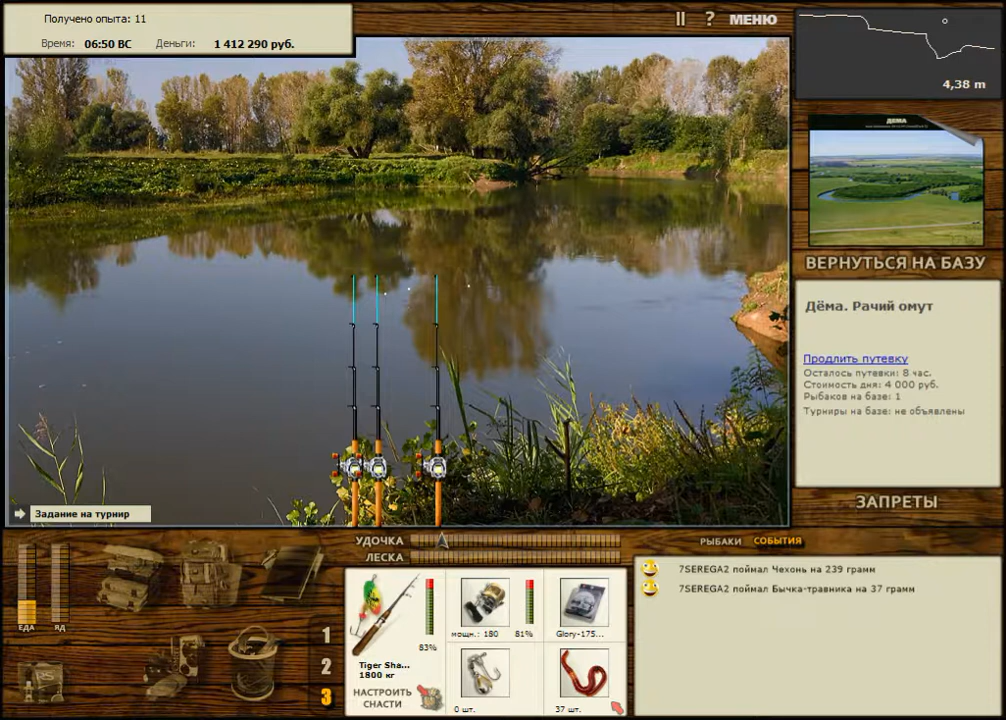 Получено опыта: 11
Время: 06:50 ВС Деньги: 1 412 290 руб.
II ? МЕНЮ
4,38 m
ДЕМА
ВЕРНУТЬСЯ НА БАЗУ
Дёма. Рачий омут
Продлить путевку
Осталось путевки: 8 час.
Стоимость дня: 4 000 руб.
Рыбаков на базе: 1
Турниры на базе: не объявлены
ЗАПРЕТЫ
Задание на турнир
УДОЧКА
ЛЕСКА
РЫБАКИ СОБЫТИЯ
7SEREGA2 поймал Чехонь на 239 грамм
7SEREGA2 поймал Бычка-травника на 37 грамм
ЕДА ЯД
1
2
3
83%
Tiger Sha...
1800 кг
НАСТРОИТЬ
СНАСТИ
мощн.: 180 81%
Glory-175...
0 шт.
37 шт.